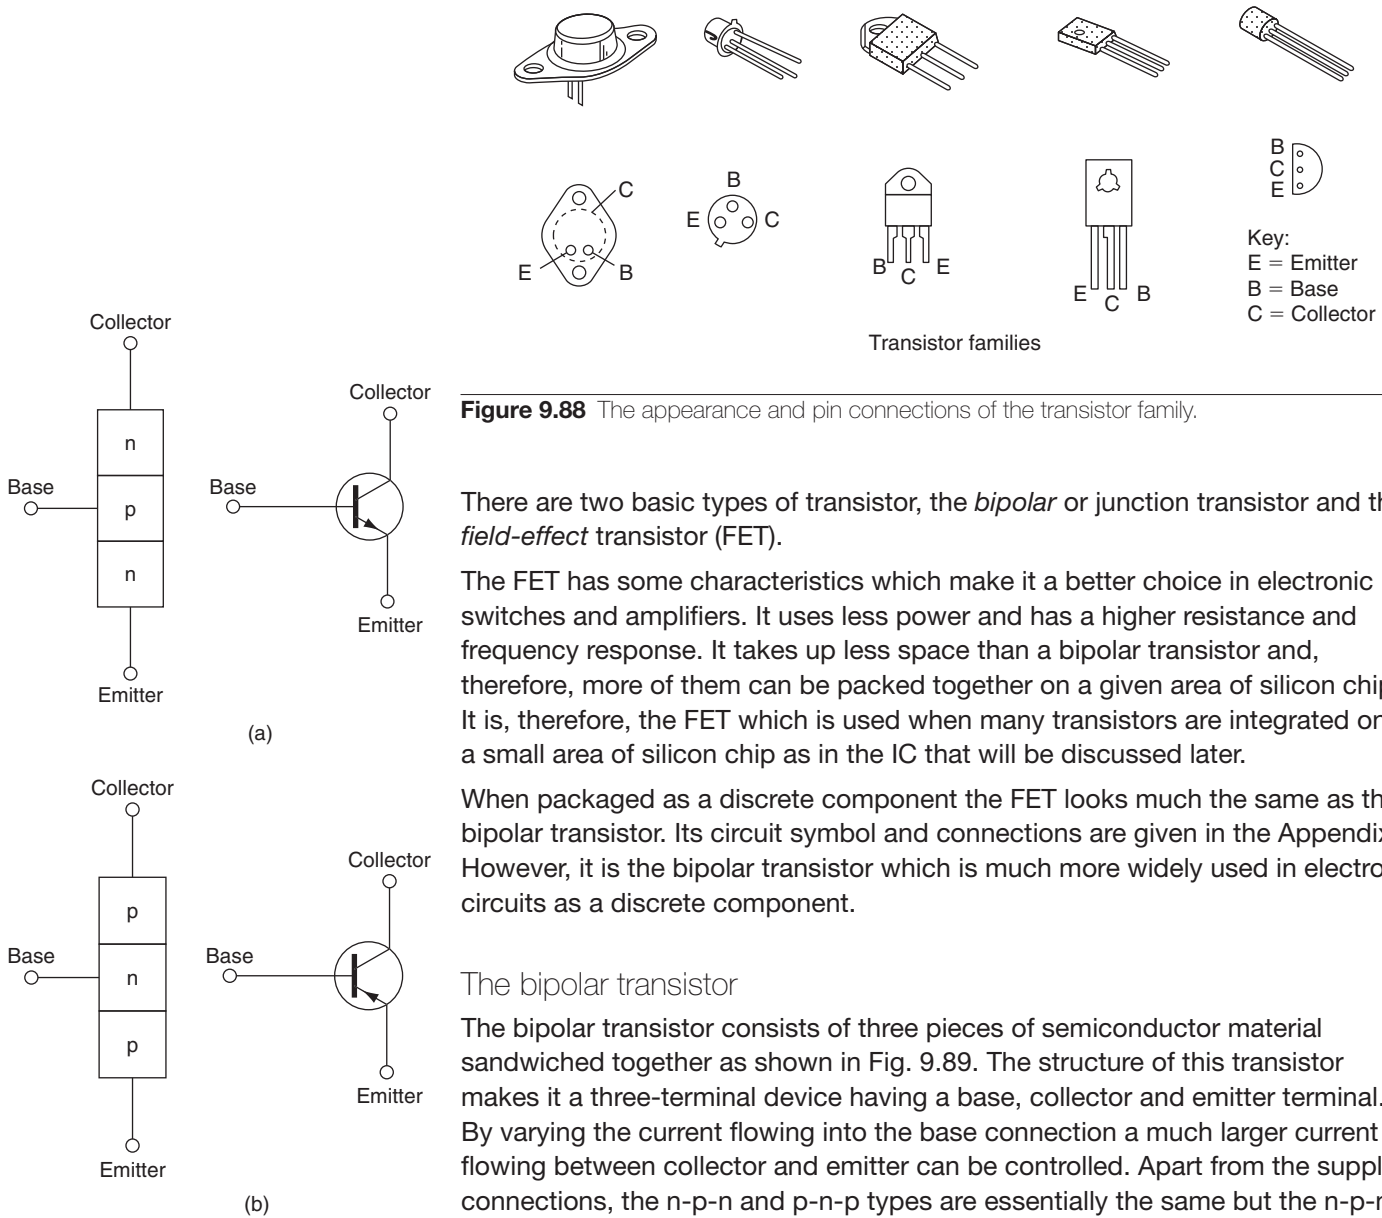 B
C
E
B
E
C
C
E
B
B
C
E
E
C
B
Key:
E = Emitter
B = Base
C = Collector
Transistor families
Figure 9.88 The appearance and pin connections of the transistor family.
Collector
n
Base
p
n
Emitter
Collector
Base
Emitter
(a)
Collector
p
Base
n
p
Emitter
Collector
Base
Emitter
(b)
There are two basic types of transistor, the bipolar or junction transistor and th
field-effect transistor (FET).
The FET has some characteristics which make it a better choice in electronic
switches and amplifiers. It uses less power and has a higher resistance and
frequency response. It takes up less space than a bipolar transistor and,
therefore, more of them can be packed together on a given area of silicon chip
It is, therefore, the FET which is used when many transistors are integrated on
a small area of silicon chip as in the IC that will be discussed later.
When packaged as a discrete component the FET looks much the same as th
bipolar transistor. Its circuit symbol and connections are given in the Appendix
However, it is the bipolar transistor which is much more widely used in electro
circuits as a discrete component.
The bipolar transistor
The bipolar transistor consists of three pieces of semiconductor material
sandwiched together as shown in Fig. 9.89. The structure of this transistor
makes it a three-terminal device having a base, collector and emitter terminal.
By varying the current flowing into the base connection a much larger current
flowing between collector and emitter can be controlled. Apart from the suppl
connections, the n-p-n and p-n-p types are essentially the same but the n-p-n